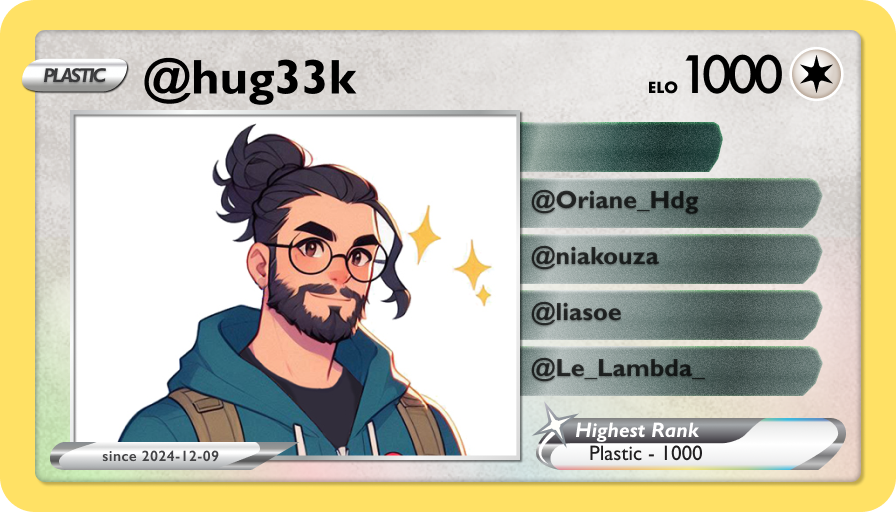 PLASTIC
@hug33k
ELO 1000
@Oriane_Hdg
@niakouza
@liasoe
@Le_Lambda_
Highest Rank
Plastic - 1000
since 2024-12-09